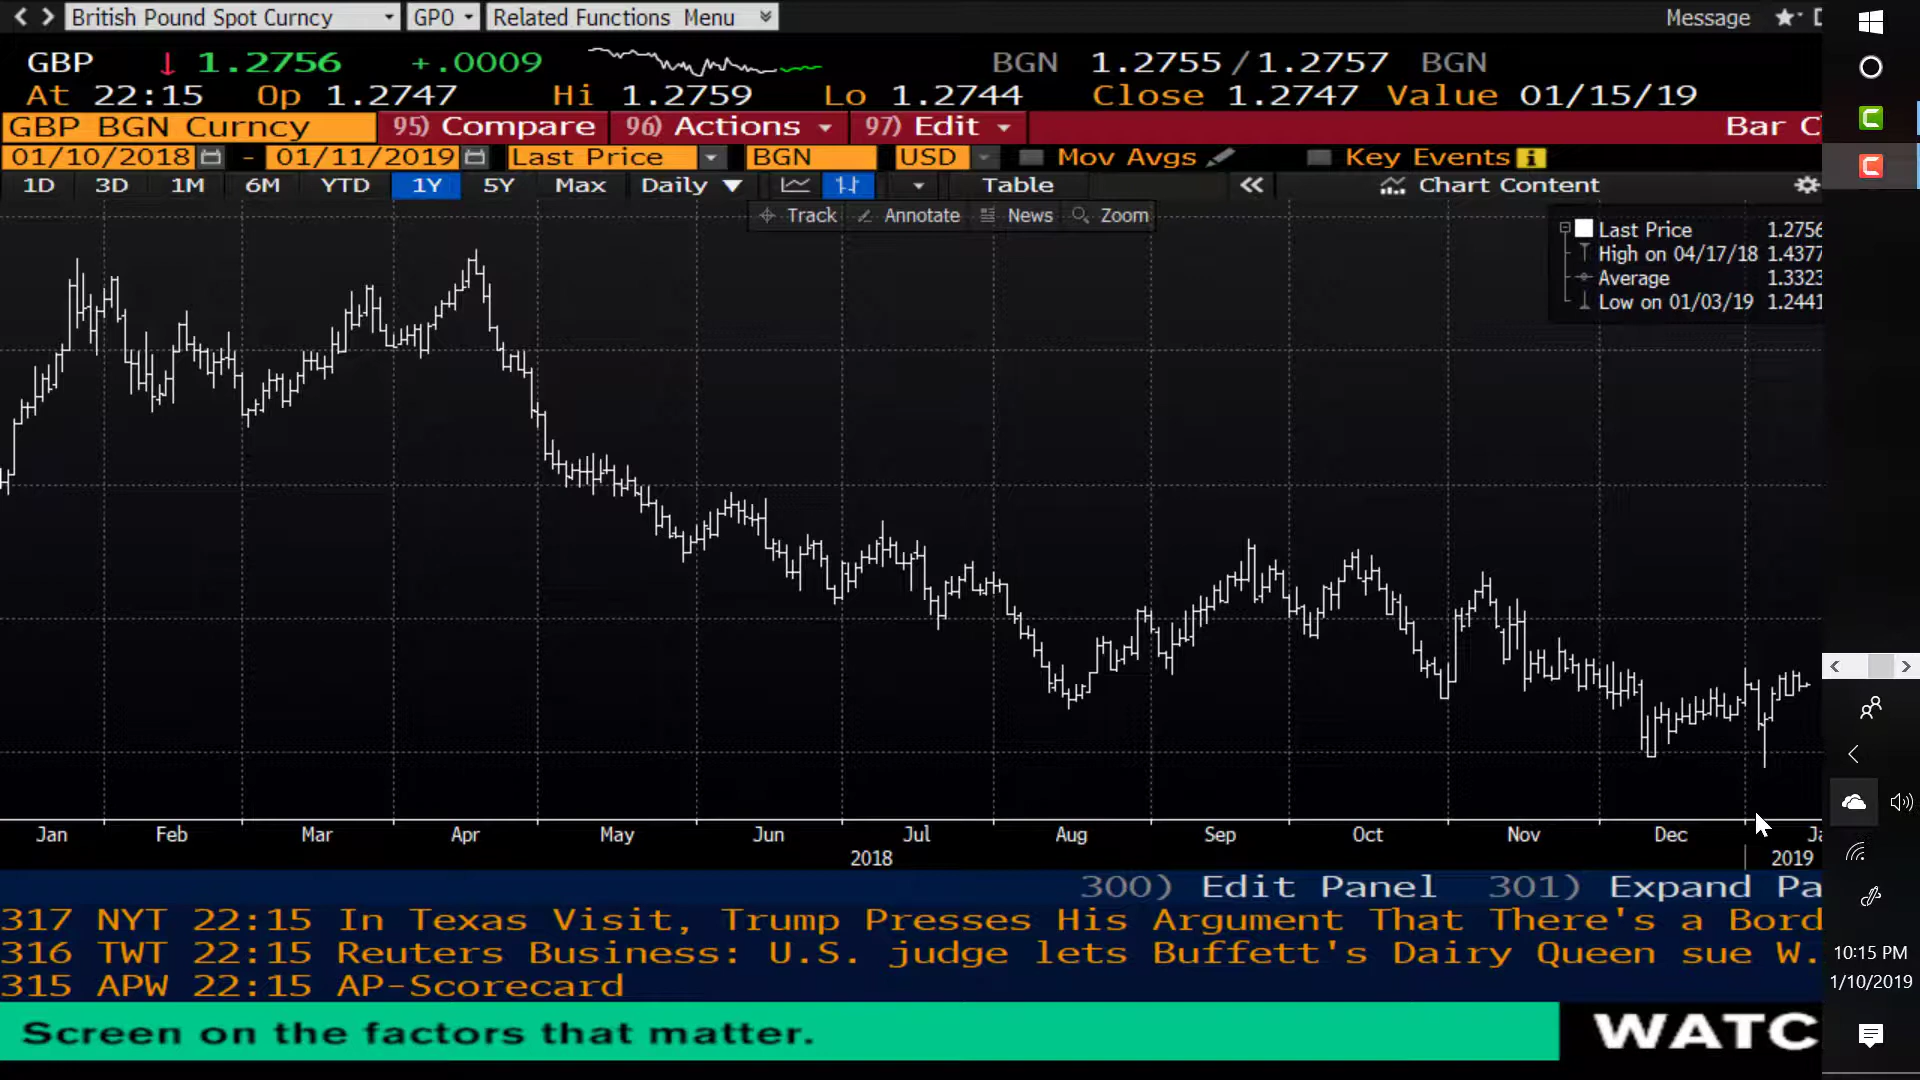 British Pound Spot Curncy GPO Related Functions Menu Message
GBP 1.2756 +.0009 BGN 1.2755/1.2757 BGN
At 22:15 Op 1.2747 Hi 1.2759 Lo 1.2744 Close 1.2747 Value 01/15/19
GBP BGN Curncy 95) Compare 96) Actions 97) Edit Bar C
01/10/2018 - 01/11/2019 Last Price BGN USD Mov Avgs Key Events
1D 3D 1M 6M YTD 1Y 5Y Max Daily Table Chart Content
Track Annotate News Zoom
Last Price 1.2756
High on 04/17/18 1.4377
Average 1.3323
Low on 01/03/19 1.2441
Jan Feb Mar Apr May Jun Jul Aug Sep Oct Nov Dec Ja
2018 2019
300) Edit Panel 301) Expand Pa
317 NYT 22:15 In Texas Visit, Trump Presses His Argument That There's a Bord
316 TWT 22:15 Reuters Business: U.S. judge lets Buffett's Dairy Queen sue W.
315 APW 22:15 AP-Scorecard
Screen on the factors that matter. WATC
10:15 PM
1/10/2019